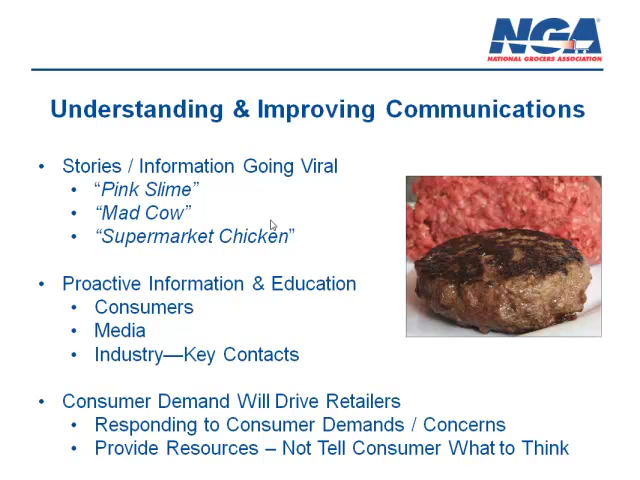 NGA
NATIONAL GROCERS ASSOCIATION
Understanding & Improving Communications
• Stories / Information Going Viral
• “Pink Slime”
• “Mad Cow”
• “Supermarket Chicken”
• Proactive Information & Education
• Consumers
• Media
• Industry—Key Contacts
• Consumer Demand Will Drive Retailers
• Responding to Consumer Demands / Concerns
• Provide Resources – Not Tell Consumer What to Think